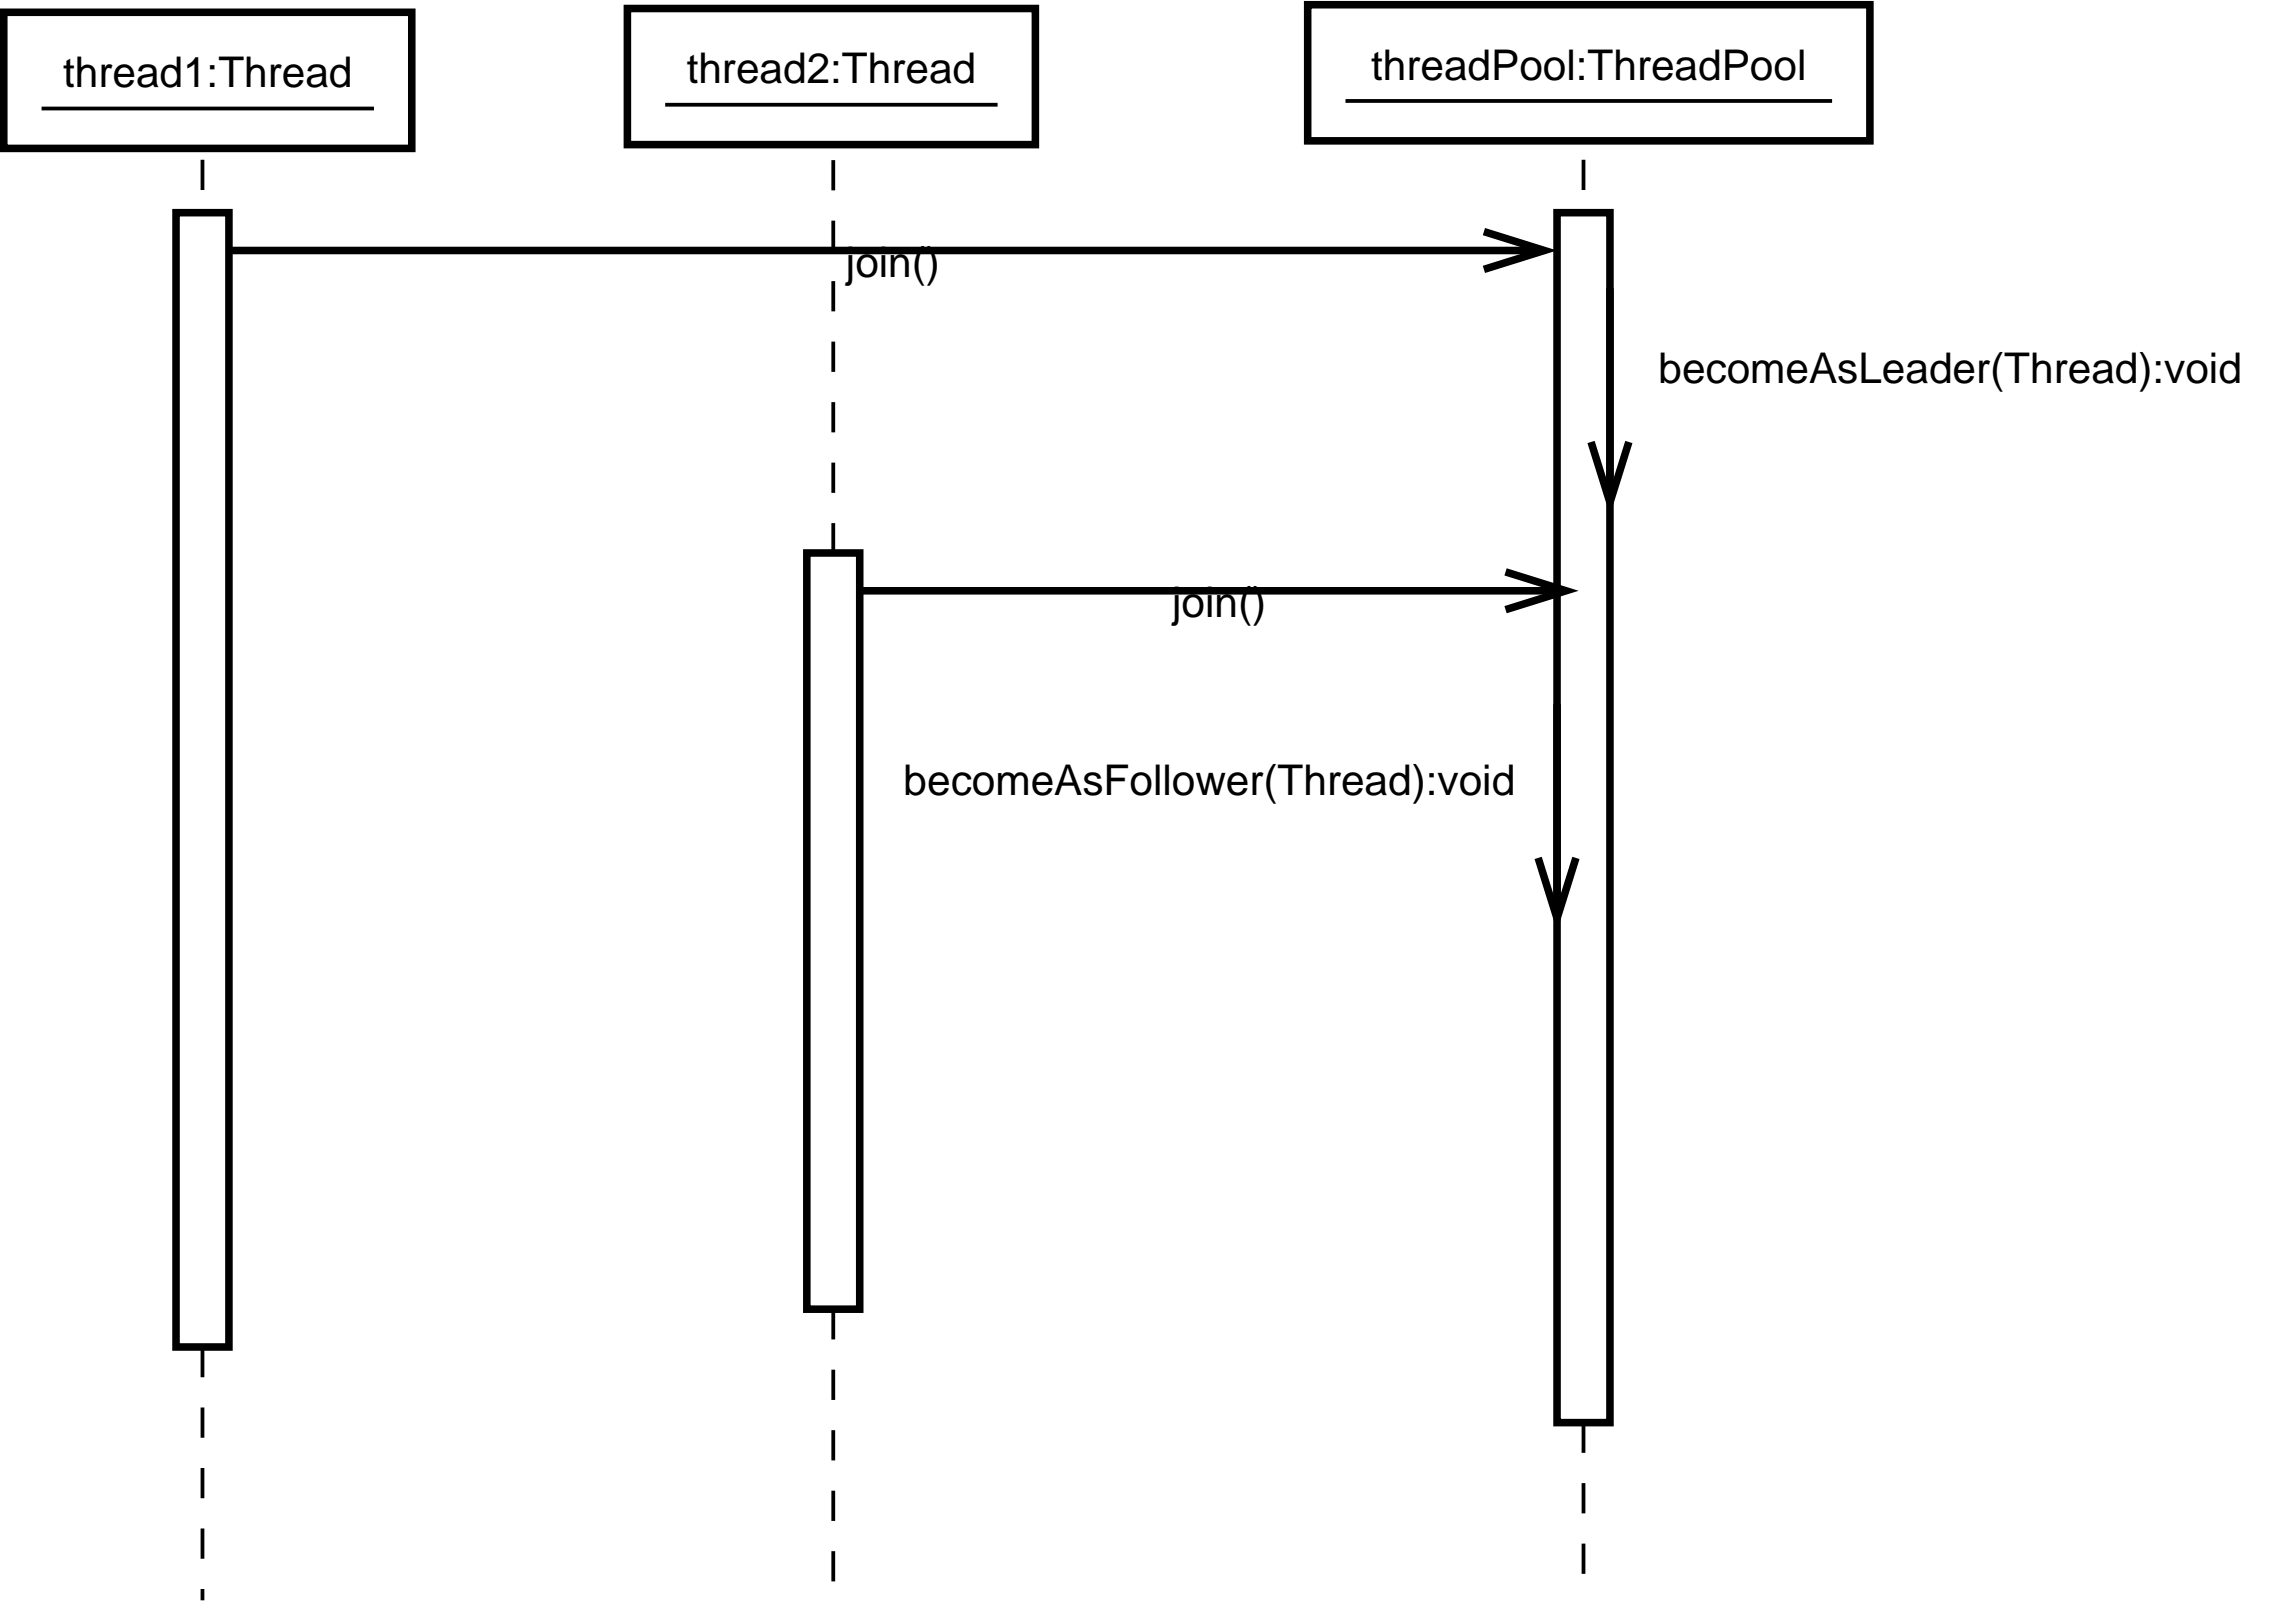 thread1:Thread
thread2:Thread
threadPool:ThreadPool
join()
becomeAsLeader(Thread):void
join()
becomeAsFollower(Thread):void